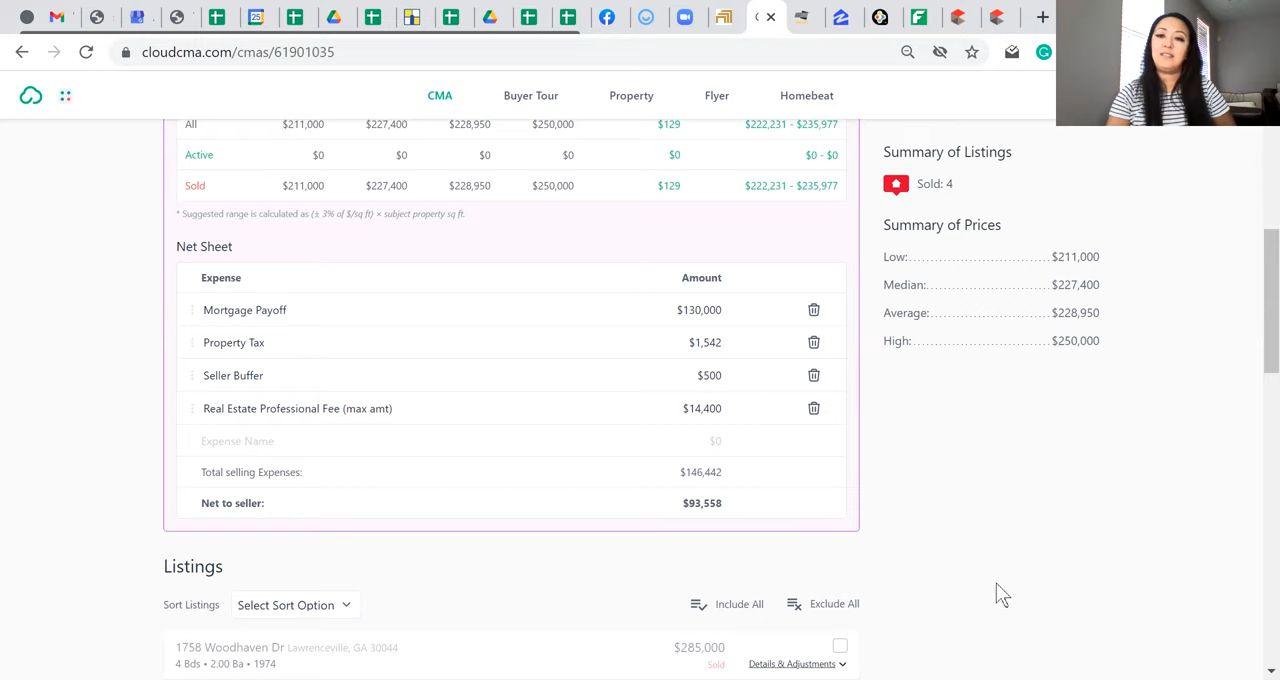 cloudcma.com/cmas/61901035
CMA Buyer Tour Property Flyer Homebeat
All $211,000 $227,400 $228,950 $250,000 $129 $222,231 - $235,977
Active $0 $0 $0 $0 $0 $0 - $0
Sold $211,000 $227,400 $228,950 $250,000 $129 $222,231 - $235,977
* Suggested range is calculated as (± 3% of $/sq ft) × subject property sq ft.
Net Sheet
Expense Amount
Mortgage Payoff $130,000
Property Tax $1,542
Seller Buffer $500
Real Estate Professional Fee (max amt) $14,400
Expense Name $0
Total selling Expenses: $146,442
Net to seller: $93,558
Listings
Sort Listings Select Sort Option Include All Exclude All
1758 Woodhaven Dr Lawrenceville, GA 30044 $285,000
4 Bds • 2.00 Ba • 1974 Sold Details & Adjustments
Summary of Listings
Sold: 4
Summary of Prices
Low: $211,000
Median: $227,400
Average: $228,950
High: $250,000